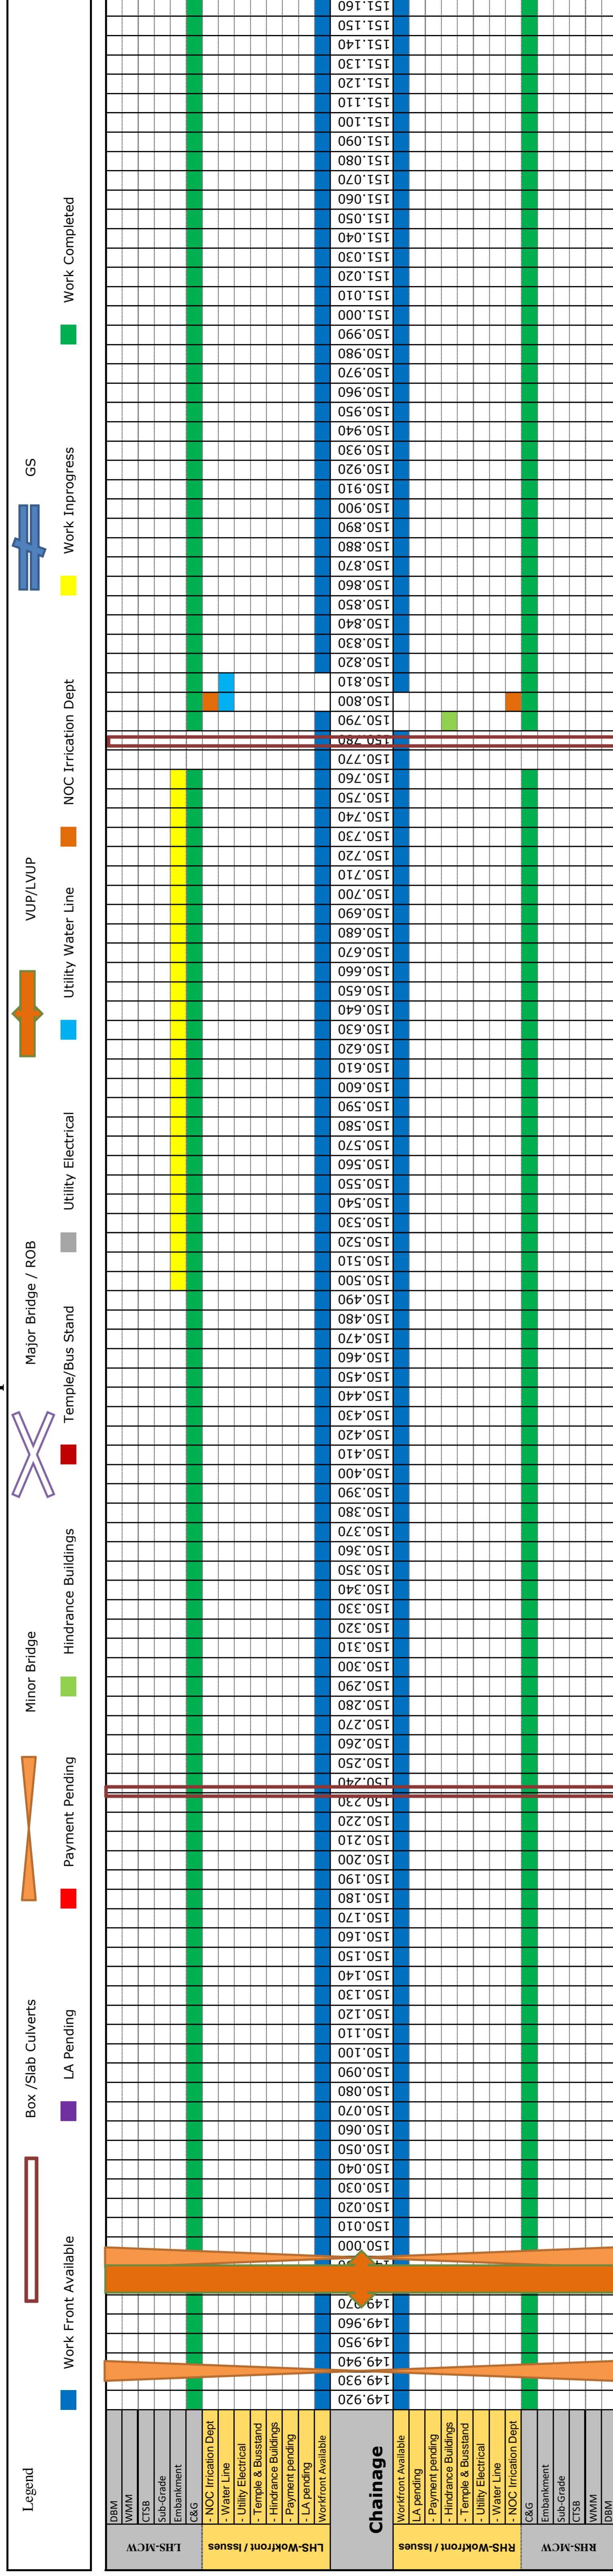 Legend
Box /Slab Culverts
Minor Bridge
Major Bridge / ROB
VUP/LVUP
GS
Work Front Available
LA Pending
Payment Pending
Hindrance Buildings
Temple/Bus Stand
Utility Electrical
Utility Water Line
NOC Irrication Dept
Work Inprogress
Work Completed
LHS-MCW
DBM
WMM
CTSB
Sub-Grade
Embankment
C&G
LHS-Wokfront / Issues
- NOC Irrication Dept
- Water Line
- Utility Electrical
- Temple & Busstand
- Hindrance Buildings
- Payment pending
- LA pending
Workfront Available
Chainage
149.920
149.930
149.940
149.950
149.960
149.970
150.000
150.010
150.020
150.030
150.040
150.050
150.060
150.070
150.080
150.090
150.100
150.110
150.120
150.130
150.140
150.150
150.160
150.170
150.180
150.190
150.200
150.210
150.220
150.230
150.240
150.250
150.260
150.270
150.280
150.290
150.300
150.310
150.320
150.330
150.340
150.350
150.360
150.370
150.380
150.390
150.400
150.410
150.420
150.430
150.440
150.450
150.460
150.470
150.480
150.490
150.500
150.510
150.520
150.530
150.540
150.550
150.560
150.570
150.580
150.590
150.600
150.610
150.620
150.630
150.640
150.650
150.660
150.670
150.680
150.690
150.700
150.710
150.720
150.730
150.740
150.750
150.760
150.770
150.780
150.790
150.800
150.810
150.820
150.830
150.840
150.850
150.860
150.870
150.880
150.890
150.900
150.910
150.920
150.930
150.940
150.950
150.960
150.970
150.980
150.990
151.000
151.010
151.020
151.030
151.040
151.050
151.060
151.070
151.080
151.090
151.100
151.110
151.120
151.130
151.140
151.150
151.160
RHS-Wokfront / Issues
Workfront Available
LA pending
- Payment pending
- Hindrance Buildings
- Temple & Busstand
- Utility Electrical
- Water Line
- NOC Irrication Dept
RHS-MCW
C&G
Embankment
Sub-Grade
CTSB
WMM
DBM